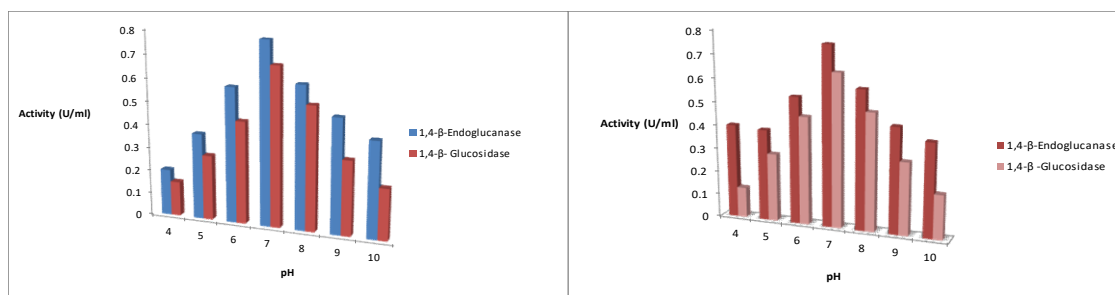 0.8
0.7
0.6
0.5
0.4
0.3
0.2
0.1
0
Activity (U/ml)
4 5 6 7 8 9 10
pH
1,4-β-Endoglucanase
1,4-β- Glucosidase
0.8
0.7
0.6
0.5
0.4
0.3
0.2
0.1
0
Activity (U/ml)
4 5 6 7 8 9 10
pH
1,4-β-Endoglucanase
1,4-β -Glucosidase